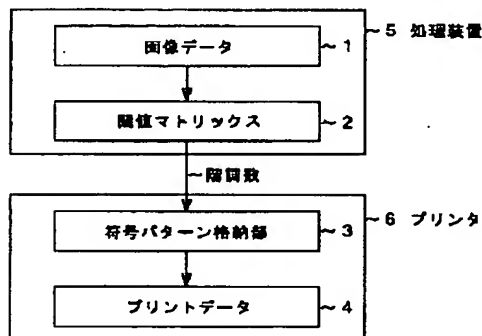 画像データ ~1
~5 処理装置
閾値マトリックス ~2
~階調数
符号パターン格納部 ~3
~6 プリンタ
プリントデータ ~4